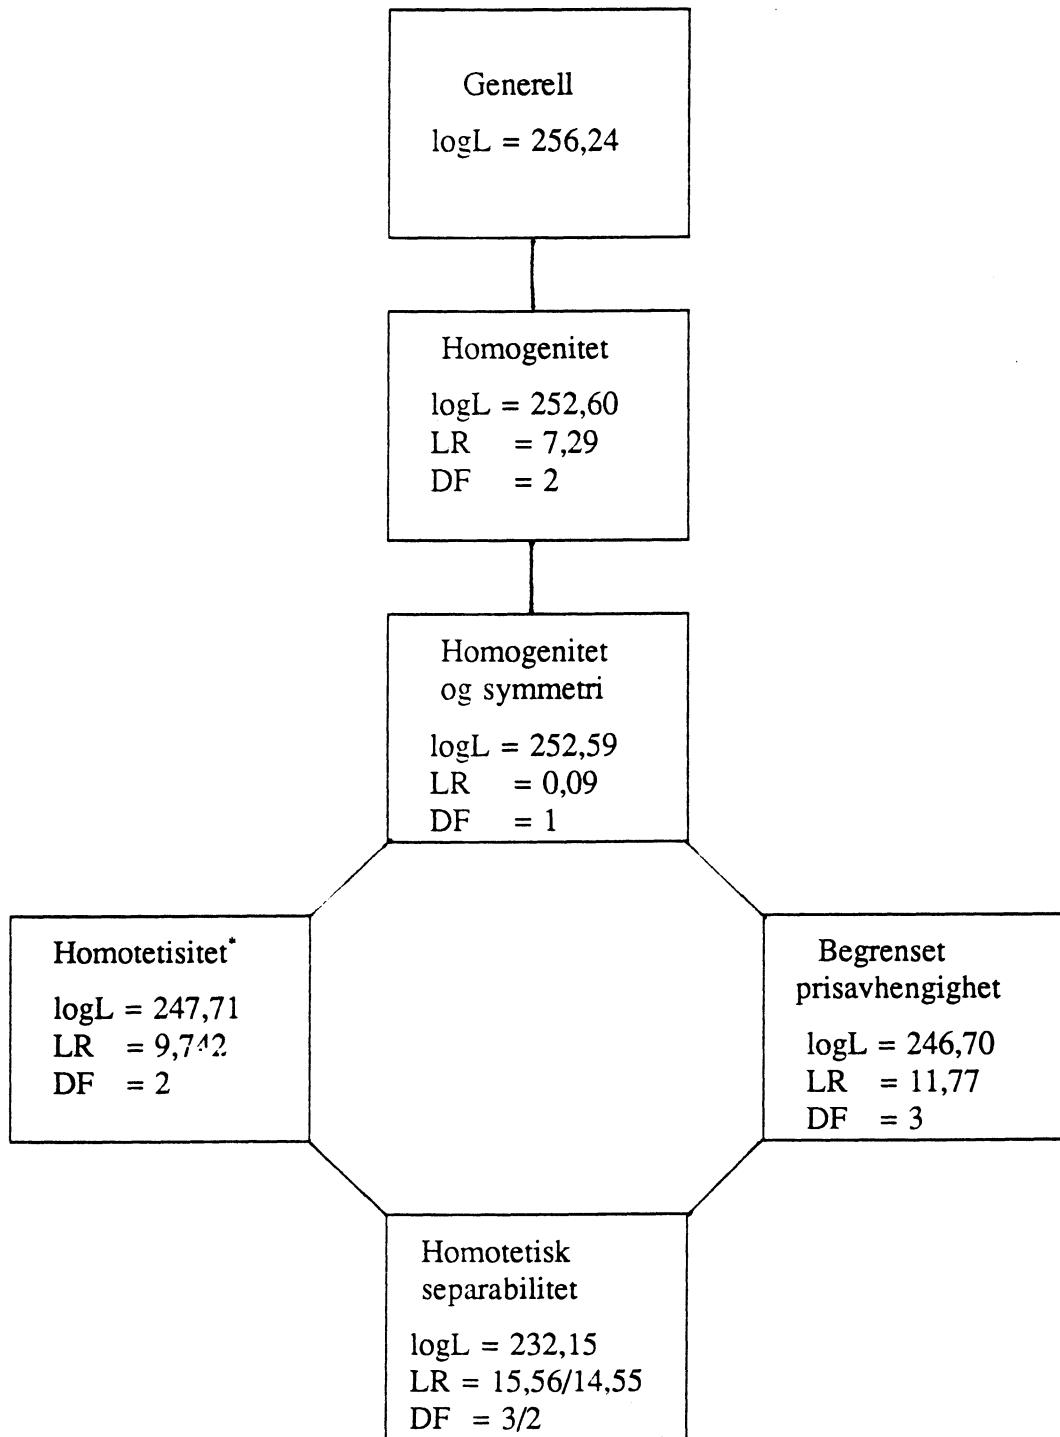 Generell
logL = 256,24
Homogenitet
logL = 252,60
LR = 7,29
DF = 2
Homogenitet
og symmetri
logL = 252,59
LR = 0,09
DF = 1
Homotetisitet*
logL = 247,71
LR = 9,742
DF = 2
Begrenset
prisavhengighet
logL = 246,70
LR = 11,77
DF = 3
Homotetisk
separabilitet
logL = 232,15
LR = 15,56/14,55
DF = 3/2